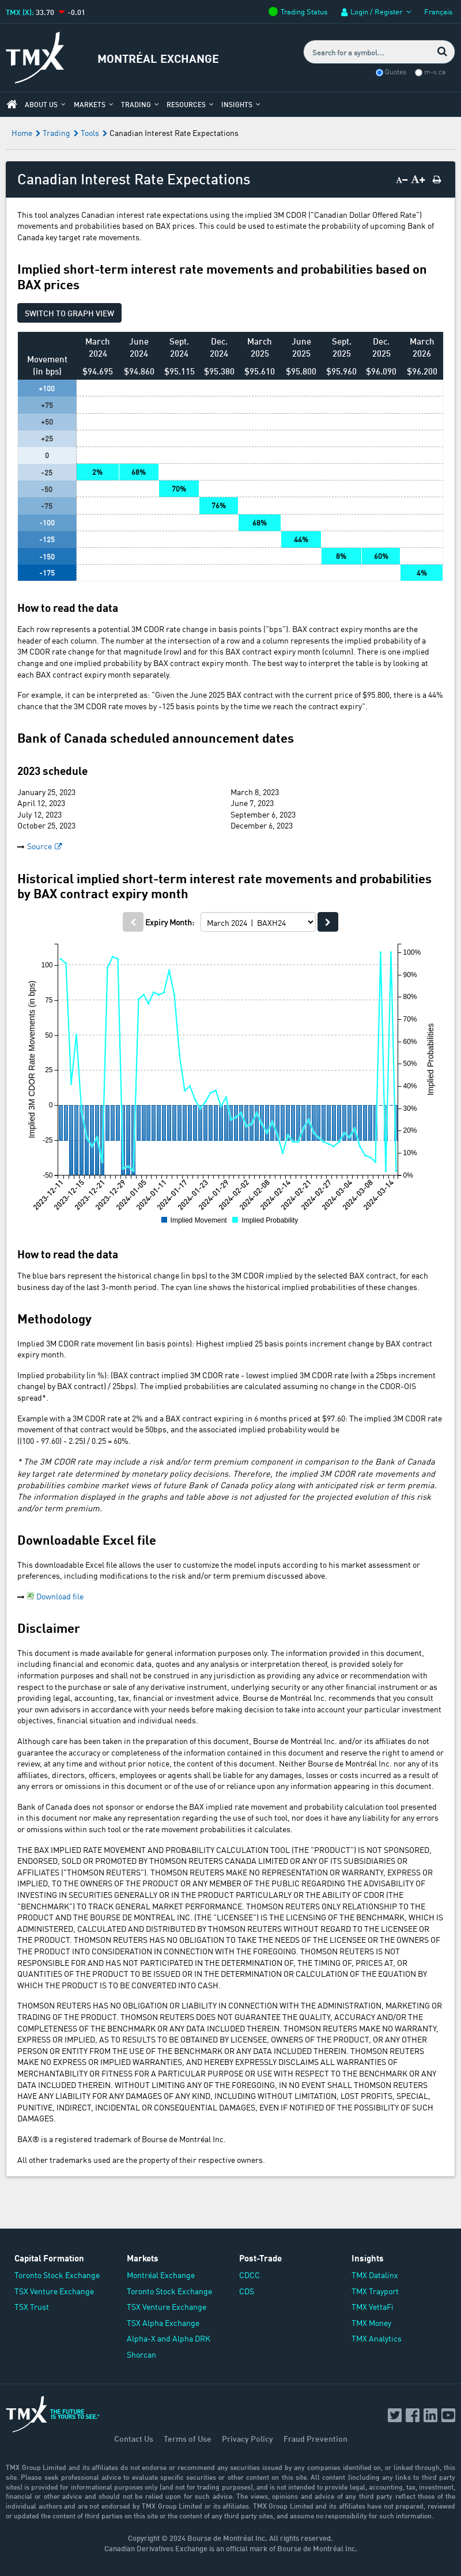 TMX (X): 33.70 -0.01
Trading Status
Login / Register
Français
TMX
MONTRÉAL EXCHANGE
Search for a symbol...
Quotes m-x.ca
ABOUT US MARKETS TRADING RESOURCES INSIGHTS
Home Trading Tools Canadian Interest Rate Expectations
Canadian Interest Rate Expectations
A− A+
This tool analyzes Canadian interest rate expectations using the implied 3M CDOR ("Canadian Dollar Offered Rate")
movements and probabilities based on BAX prices. This could be used to estimate the probability of upcoming Bank of
Canada key target rate movements.
Implied short-term interest rate movements and probabilities based on
BAX prices
SWITCH TO GRAPH VIEW
Movement (in bps) March 2024 June 2024 Sept. 2024 Dec. 2024 March 2025 June 2025 Sept. 2025 Dec. 2025 March 2026
$94.695 $94.860 $95.115 $95.380 $95.610 $95.800 $95.960 $96.090 $96.200
+100
+75
+50
+25
0
-25 2% 68%
-50 70%
-75 76%
-100 68%
-125 44%
-150 8% 60%
-175 4%
How to read the data
Each row represents a potential 3M CDOR rate change in basis points ("bps"). BAX contract expiry months are the
header of each column. The number at the intersection of a row and a column represents the implied probability of a
3M CDOR rate change for that magnitude (row) and for this BAX contract expiry month (column). There is one implied
change and one implied probability by BAX contract expiry month. The best way to interpret the table is by looking at
each BAX contract expiry month separately.
For example, it can be interpreted as: "Given the June 2025 BAX contract with the current price of $95.800, there is a 44%
chance that the 3M CDOR rate moves by -125 basis points by the time we reach the contract expiry".
Bank of Canada scheduled announcement dates
2023 schedule
January 25, 2023 March 8, 2023
April 12, 2023 June 7, 2023
July 12, 2023 September 6, 2023
October 25, 2023 December 6, 2023
Source
Historical implied short-term interest rate movements and probabilities
by BAX contract expiry month
Expiry Month: March 2024 | BAXH24
Implied 3M CDOR Rate Movements (in bps)
100
75
50
25
0
-25
-50
Implied Probabilities
100%
90%
80%
70%
60%
50%
40%
30%
20%
10%
0%
2023-12-11 2023-12-15 2023-12-21 2023-12-29 2024-01-05 2024-01-11 2024-01-17 2024-01-23 2024-01-29 2024-02-02 2024-02-08 2024-02-14 2024-02-21 2024-02-27 2024-03-04 2024-03-08 2024-03-14
Implied Movement Implied Probability
How to read the data
The blue bars represent the historical change (in bps) to the 3M CDOR implied by the selected BAX contract, for each
business day of the last 3-month period. The cyan line shows the historical implied probabilities of these changes.
Methodology
Implied 3M CDOR rate movement (in basis points): Highest implied 25 basis points increment change by BAX contract
expiry month.
Implied probability (in %): (BAX contract implied 3M CDOR rate - lowest implied 3M CDOR rate (with a 25bps increment
change) by BAX contract) / 25bps). The implied probabilities are calculated assuming no change in the CDOR-OIS
spread*.
Example with a 3M CDOR rate at 2% and a BAX contract expiring in 6 months priced at $97.60: The implied 3M CDOR rate
movement of that contract would be 50bps, and the associated implied probability would be
((100 - 97.60) - 2.25) / 0.25 = 60%.
* The 3M CDOR rate may include a risk and/or term premium component in comparison to the Bank of Canada
key target rate determined by monetary policy decisions. Therefore, the implied 3M CDOR rate movements and
probabilities embed market views of future Bank of Canada policy along with anticipated risk or term premia.
The information displayed in the graphs and table above is not adjusted for the projected evolution of this risk
and/or term premium.
Downloadable Excel file
This downloadable Excel file allows the user to customize the model inputs according to his market assessment or
preferences, including modifications to the risk and/or term premium discussed above.
Download file
Disclaimer
This document is made available for general information purposes only. The information provided in this document,
including financial and economic data, quotes and any analysis or interpretation thereof, is provided solely for
information purposes and shall not be construed in any jurisdiction as providing any advice or recommendation with
respect to the purchase or sale of any derivative instrument, underlying security or any other financial instrument or as
providing legal, accounting, tax, financial or investment advice. Bourse de Montréal Inc. recommends that you consult
your own advisors in accordance with your needs before making decision to take into account your particular investment
objectives, financial situation and individual needs.
Although care has been taken in the preparation of this document, Bourse de Montréal Inc. and/or its affiliates do not
guarantee the accuracy or completeness of the information contained in this document and reserve the right to amend or
review, at any time and without prior notice, the content of this document. Neither Bourse de Montréal Inc. nor any of its
affiliates, directors, officers, employees or agents shall be liable for any damages, losses or costs incurred as a result of
any errors or omissions in this document or of the use of or reliance upon any information appearing in this document.
Bank of Canada does not sponsor or endorse the BAX implied rate movement and probability calculation tool presented
in this document nor make any representation regarding the use of such tool, nor does it have any liability for any errors
or omissions within such tool or the rate movement probabilities it calculates.
THE BAX IMPLIED RATE MOVEMENT AND PROBABILITY CALCULATION TOOL (THE "PRODUCT") IS NOT SPONSORED,
ENDORSED, SOLD OR PROMOTED BY THOMSON REUTERS CANADA LIMITED OR ANY OF ITS SUBSIDIARIES OR
AFFILIATES ("THOMSON REUTERS"). THOMSON REUTERS MAKE NO REPRESENTATION OR WARRANTY, EXPRESS OR
IMPLIED, TO THE OWNERS OF THE PRODUCT OR ANY MEMBER OF THE PUBLIC REGARDING THE ADVISABILITY OF
INVESTING IN SECURITIES GENERALLY OR IN THE PRODUCT PARTICULARLY OR THE ABILITY OF CDOR (THE
"BENCHMARK") TO TRACK GENERAL MARKET PERFORMANCE. THOMSON REUTERS ONLY RELATIONSHIP TO THE
PRODUCT AND THE BOURSE DE MONTREAL INC. (THE "LICENSEE") IS THE LICENSING OF THE BENCHMARK, WHICH IS
ADMINISTERED, CALCULATED AND DISTRIBUTED BY THOMSON REUTERS WITHOUT REGARD TO THE LICENSEE OR
THE PRODUCT. THOMSON REUTERS HAS NO OBLIGATION TO TAKE THE NEEDS OF THE LICENSEE OR THE OWNERS OF
THE PRODUCT INTO CONSIDERATION IN CONNECTION WITH THE FOREGOING. THOMSON REUTERS IS NOT
RESPONSIBLE FOR AND HAS NOT PARTICIPATED IN THE DETERMINATION OF, THE TIMING OF, PRICES AT, OR
QUANTITIES OF THE PRODUCT TO BE ISSUED OR IN THE DETERMINATION OR CALCULATION OF THE EQUATION BY
WHICH THE PRODUCT IS TO BE CONVERTED INTO CASH.
THOMSON REUTERS HAS NO OBLIGATION OR LIABILITY IN CONNECTION WITH THE ADMINISTRATION, MARKETING OR
TRADING OF THE PRODUCT. THOMSON REUTERS DOES NOT GUARANTEE THE QUALITY, ACCURACY AND/OR THE
COMPLETENESS OF THE BENCHMARK OR ANY DATA INCLUDED THEREIN. THOMSON REUTERS MAKE NO WARRANTY,
EXPRESS OR IMPLIED, AS TO RESULTS TO BE OBTAINED BY LICENSEE, OWNERS OF THE PRODUCT, OR ANY OTHER
PERSON OR ENTITY FROM THE USE OF THE BENCHMARK OR ANY DATA INCLUDED THEREIN. THOMSON REUTERS
MAKE NO EXPRESS OR IMPLIED WARRANTIES, AND HEREBY EXPRESSLY DISCLAIMS ALL WARRANTIES OF
MERCHANTABILITY OR FITNESS FOR A PARTICULAR PURPOSE OR USE WITH RESPECT TO THE BENCHMARK OR ANY
DATA INCLUDED THEREIN. WITHOUT LIMITING ANY OF THE FOREGOING, IN NO EVENT SHALL THOMSON REUTERS
HAVE ANY LIABILITY FOR ANY DAMAGES OF ANY KIND, INCLUDING WITHOUT LIMITATION, LOST PROFITS, SPECIAL,
PUNITIVE, INDIRECT, INCIDENTAL OR CONSEQUENTIAL DAMAGES, EVEN IF NOTIFIED OF THE POSSIBILITY OF SUCH
DAMAGES.
BAX® is a registered trademark of Bourse de Montréal Inc.
All other trademarks used are the property of their respective owners.
Capital Formation
Toronto Stock Exchange
TSX Venture Exchange
TSX Trust
Markets
Montréal Exchange
Toronto Stock Exchange
TSX Venture Exchange
TSX Alpha Exchange
Alpha-X and Alpha DRK
Shorcan
Post-Trade
CDCC
CDS
Insights
TMX Datalinx
TMX Trayport
TMX VettaFi
TMX Money
TMX Analytics
TMX THE FUTURE
IS YOURS TO SEE.®
Contact Us Terms of Use Privacy Policy Fraud Prevention
TMX Group Limited and its affiliates do not endorse or recommend any securities issued by any companies identified on, or linked through, this
site. Please seek professional advice to evaluate specific securities or other content on this site. All content (including any links to third party
sites) is provided for informational purposes only (and not for trading purposes), and is not intended to provide legal, accounting, tax, investment,
financial or other advice and should not be relied upon for such advice. The views, opinions and advice of any third party reflect those of the
individual authors and are not endorsed by TMX Group Limited or its affiliates. TMX Group Limited and its affiliates have not prepared, reviewed
or updated the content of third parties on this site or the content of any third party sites, and assume no responsibility for such information.
Copyright © 2024 Bourse de Montréal Inc. All rights reserved.
Canadian Derivatives Exchange is an official mark of Bourse de Montréal Inc.